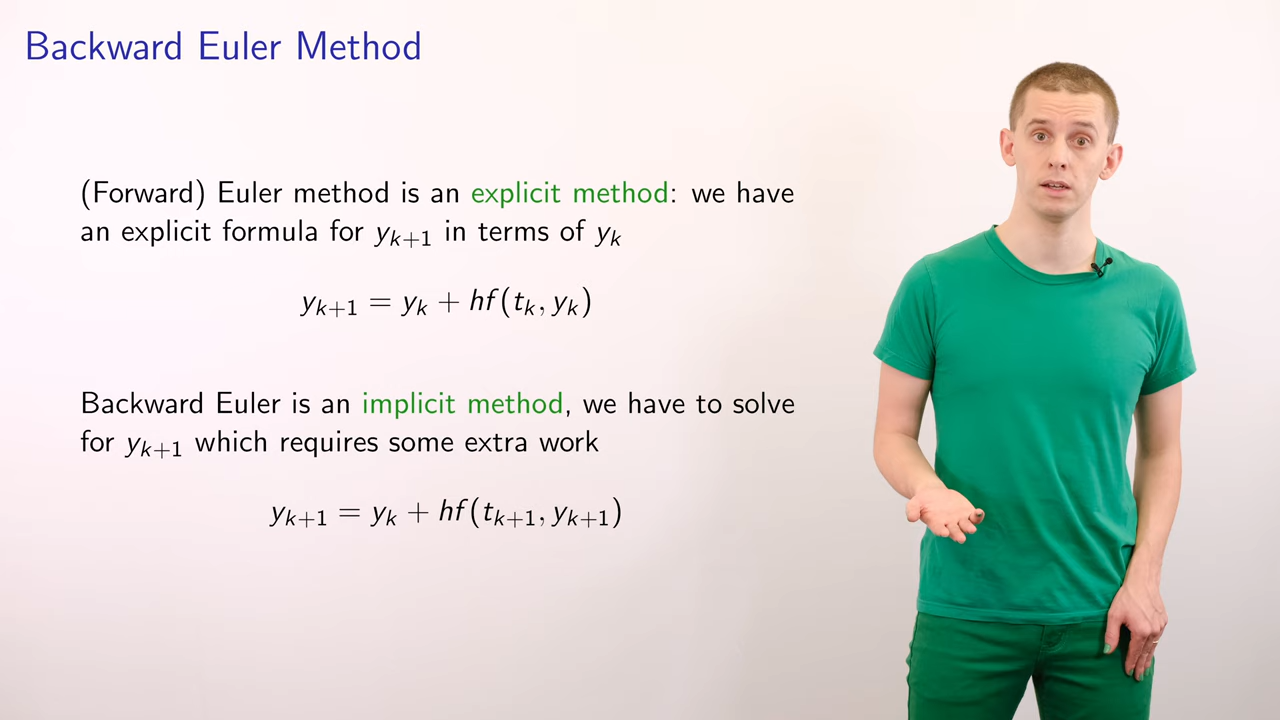 Backward Euler Method
(Forward) Euler method is an explicit method: we have
an explicit formula for y_{k+1} in terms of y_k
y_{k+1} = y_k + hf(t_k, y_k)
Backward Euler is an implicit method, we have to solve
for y_{k+1} which requires some extra work
y_{k+1} = y_k + hf(t_{k+1}, y_{k+1})